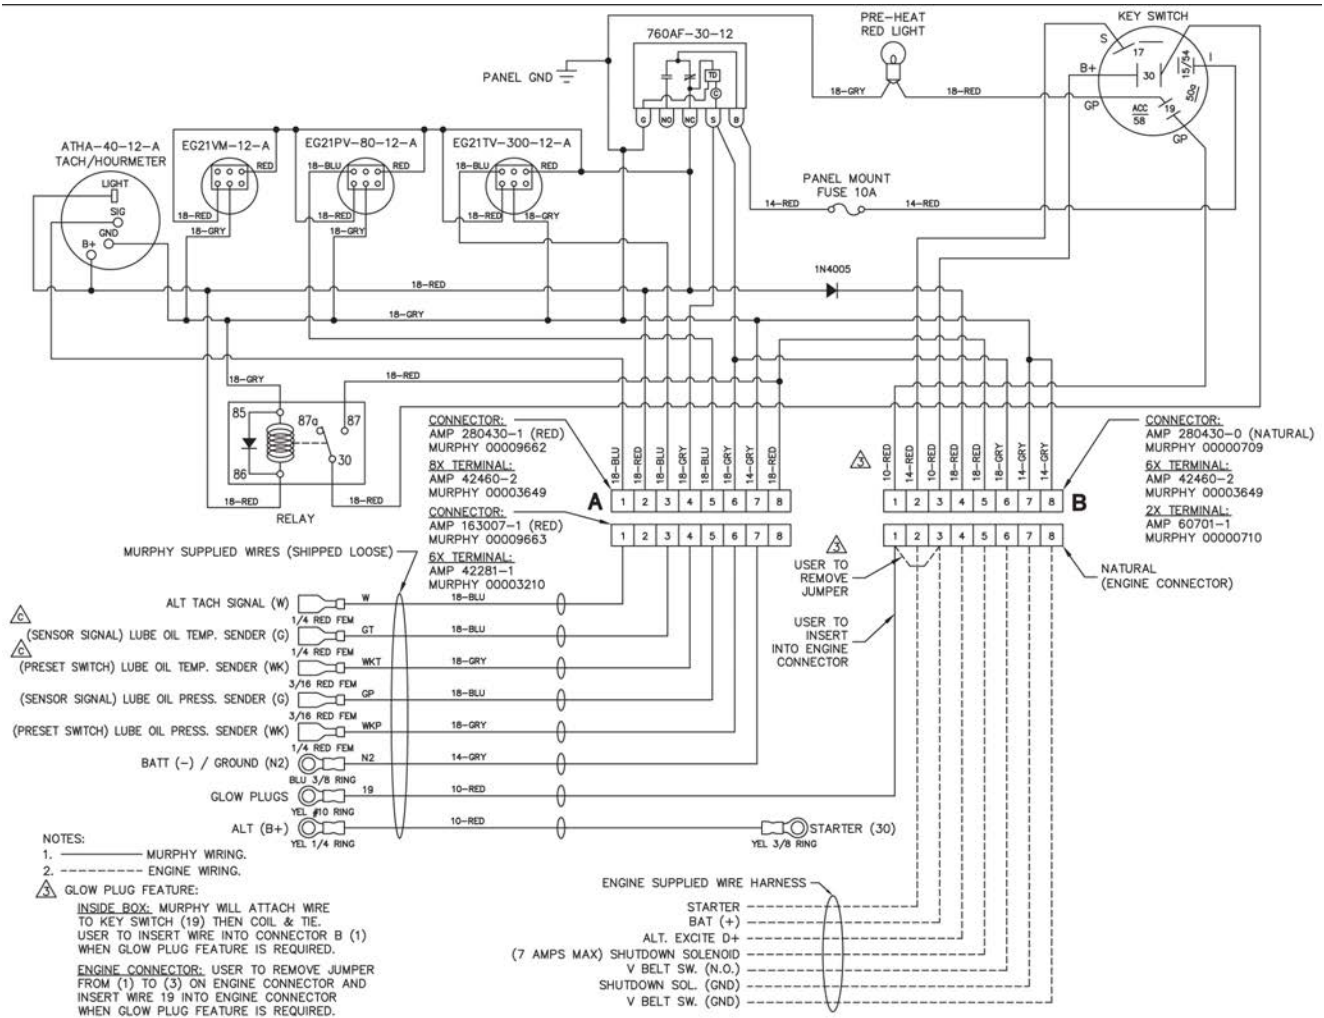 760AF-30-12
PRE-HEAT
RED LIGHT
KEY SWITCH
PANEL GND
S
17
B+
30
15/54
I
50a
19
ACC
58
GP
GP
TD
C
G
NO
NC
S
B
18-GRY
18-RED
ATHA-40-12-A
TACH/HOURMETER
EG21VM-12-A
EG21PV-80-12-A
EG21TV-300-12-A
RED
18-BLU
RED
18-BLU
RED
LIGHT
SIG
GND
B+
18-RED
18-GRY
18-RED
18-GRY
18-RED
18-GRY
PANEL MOUNT
FUSE 10A
14-RED
14-RED
1N4005
18-RED
18-GRY
18-GRY
18-RED
85
86
87a
87
30
18-RED
18-RED
RELAY
CONNECTOR:
AMP 280430-1 (RED)
MURPHY 00009662
8X TERMINAL:
AMP 42460-2
MURPHY 00003649
CONNECTOR:
AMP 163007-1 (RED)
MURPHY 00009663
6X TERMINAL:
AMP 42281-1
MURPHY 00003210
18-BLU
18-RED
18-BLU
18-GRY
18-BLU
18-GRY
14-GRY
18-RED
A
1 2 3 4 5 6 7 8
1 2 3 4 5 6 7 8
3
10-RED
14-RED
10-RED
18-RED
18-RED
18-GRY
14-GRY
14-GRY
1 2 3 4 5 6 7 8
B
1 2 3 4 5 6 7 8
CONNECTOR:
AMP 280430-0 (NATURAL)
MURPHY 00000709
6X TERMINAL:
AMP 42460-2
MURPHY 00003649
2X TERMINAL:
AMP 60701-1
MURPHY 00000710
NATURAL
(ENGINE CONNECTOR)
3
USER TO
REMOVE
JUMPER
USER TO
INSERT
INTO ENGINE
CONNECTOR
MURPHY SUPPLIED WIRES (SHIPPED LOOSE)
ALT TACH SIGNAL (W)
W
18-BLU
1/4 RED FEM
C
(SENSOR SIGNAL) LUBE OIL TEMP. SENDER (G)
GT
18-BLU
1/4 RED FEM
C
(PRESET SWITCH) LUBE OIL TEMP. SENDER (WK)
WKT
18-GRY
3/16 RED FEM
(SENSOR SIGNAL) LUBE OIL PRESS. SENDER (G)
GP
18-BLU
3/16 RED FEM
(PRESET SWITCH) LUBE OIL PRESS. SENDER (WK)
WKP
18-GRY
1/4 RED FEM
BATT (-) / GROUND (N2)
N2
14-GRY
BLU 3/8 RING
GLOW PLUGS
19
10-RED
YEL #10 RING
ALT (B+)
10-RED
YEL 1/4 RING
STARTER (30)
YEL 3/8 RING
NOTES:
1. MURPHY WIRING.
2. ENGINE WIRING.
3 GLOW PLUG FEATURE:
INSIDE BOX: MURPHY WILL ATTACH WIRE
TO KEY SWITCH (19) THEN COIL & TIE.
USER TO INSERT WIRE INTO CONNECTOR B (1)
WHEN GLOW PLUG FEATURE IS REQUIRED.
ENGINE CONNECTOR: USER TO REMOVE JUMPER
FROM (1) TO (3) ON ENGINE CONNECTOR AND
INSERT WIRE 19 INTO ENGINE CONNECTOR
WHEN GLOW PLUG FEATURE IS REQUIRED.
ENGINE SUPPLIED WIRE HARNESS
STARTER
BAT (+)
ALT. EXCITE D+
(7 AMPS MAX) SHUTDOWN SOLENOID
V BELT SW. (N.O.)
SHUTDOWN SOL. (GND)
V BELT SW. (GND)